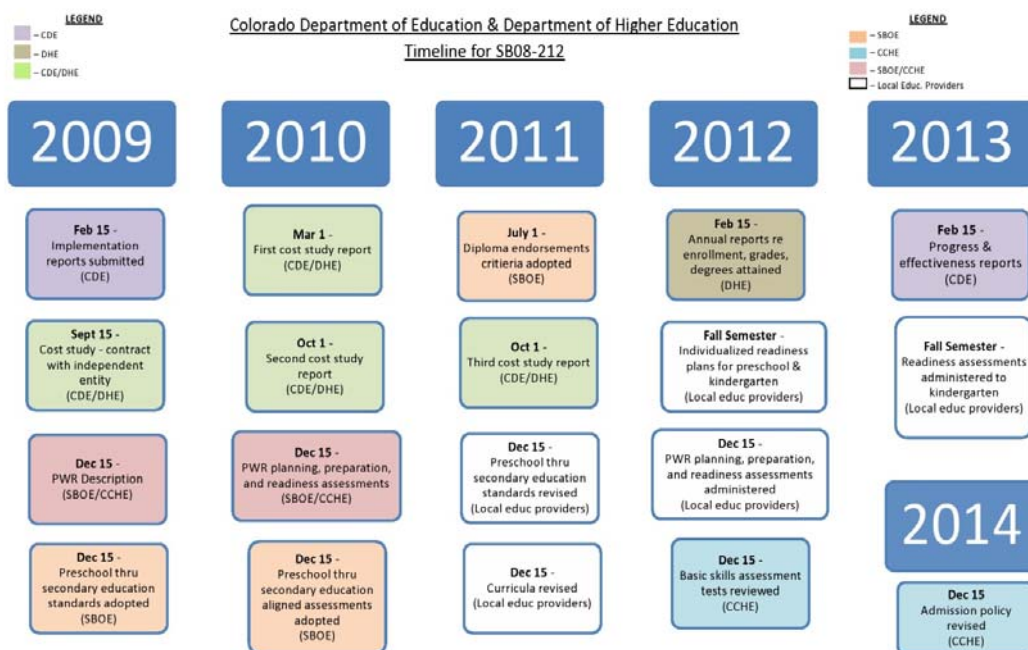 LEGEND
– CDE
– DHE
– CDE/DHE
Colorado Department of Education & Department of Higher Education
Timeline for SB08-212
LEGEND
– SBOE
– CCHE
– SBOE/CCHE
– Local Educ. Providers
2009
Feb 15 -
Implementation
reports submitted
(CDE)
Sept 15 -
Cost study - contract
with independent
entity
(CDE/DHE)
Dec 15 -
PWR Description
(SBOE/CCHE)
Dec 15 -
Preschool thru
secondary education
standards adopted
(SBOE)
2010
Mar 1 -
First cost study report
(CDE/DHE)
Oct 1 -
Second cost study
report
(CDE/DHE)
Dec 15 -
PWR planning, preparation,
and readiness assessments
(SBOE/CCHE)
Dec 15 -
Preschool thru
secondary education
aligned assessments
adopted
(SBOE)
2011
July 1 -
Diploma endorsements
critieria adopted
(SBOE)
Oct 1 -
Third cost study report
(CDE/DHE)
Dec 15 -
Preschool thru
secondary education
standards revised
(Local educ providers)
Dec 15 -
Curricula revised
(Local educ providers)
2012
Feb 15 -
Annual reports re
enrollment, grades,
degrees attained
(DHE)
Fall Semester -
Individualized readiness
plans for preschool &
kindergarten
(Local educ providers)
Dec 15 -
PWR planning, preparation,
and readiness assessments
administered
(Local educ providers)
Dec 15 -
Basic skills assessment
tests reviewed
(CCHE)
2013
Feb 15 -
Progress &
effectiveness reports
(CDE)
Fall Semester -
Readiness assessments
administered to
kindergarten
(Local educ providers)
2014
Dec 15
Admission policy
revised
(CCHE)